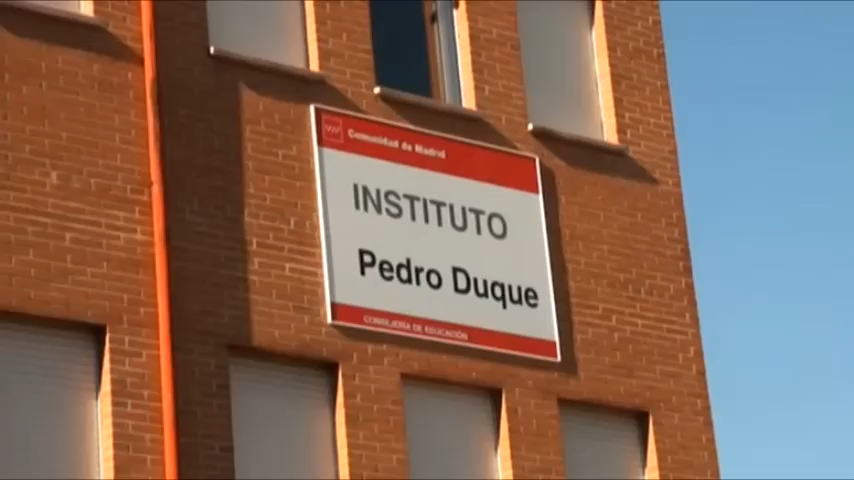 Comunidad de Madrid
INSTITUTO
Pedro Duque
CONSEJERÍA DE EDUCACIÓN